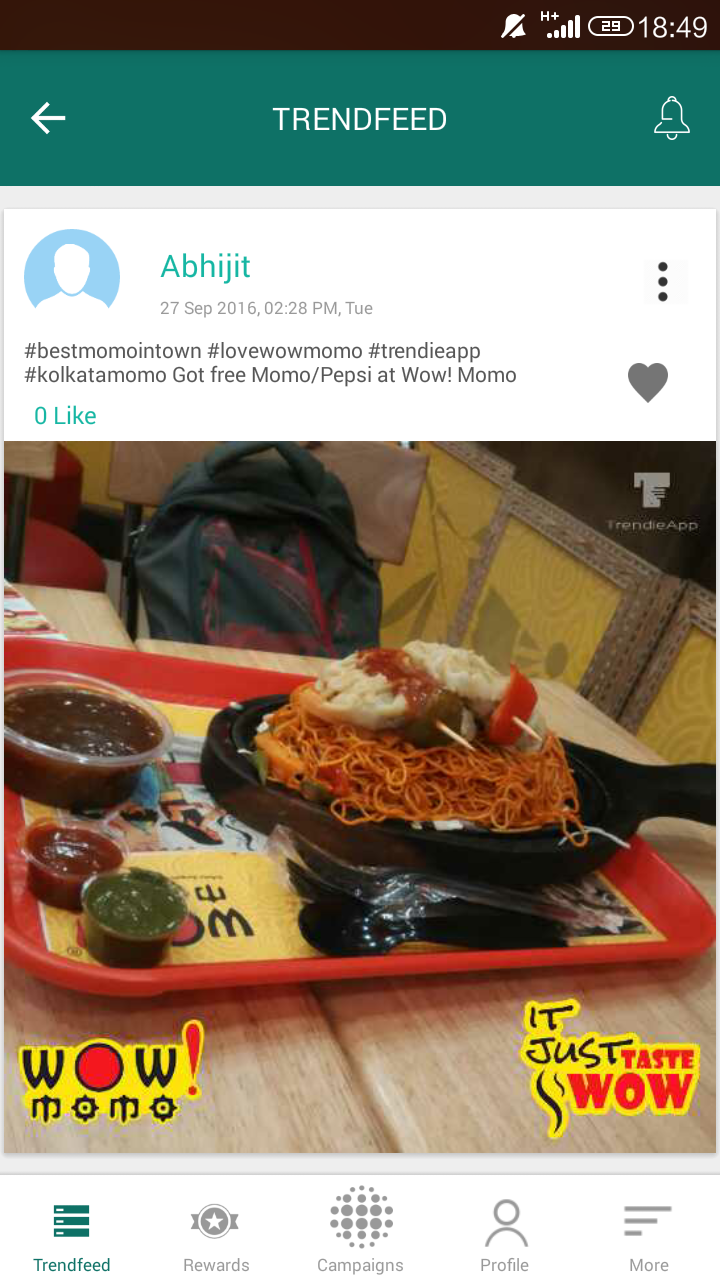 H+
29
18:49
TRENDFEED
Abhijit
27 Sep 2016, 02:28 PM, Tue
#bestmomointown #lovewowmomo #trendieapp
#kolkatamomo Got free Momo/Pepsi at Wow! Momo
0 Like
TrendieApp
WOW!
momo
IT
JUST TASTE
WOW
Trendfeed
Rewards
Campaigns
Profile
More